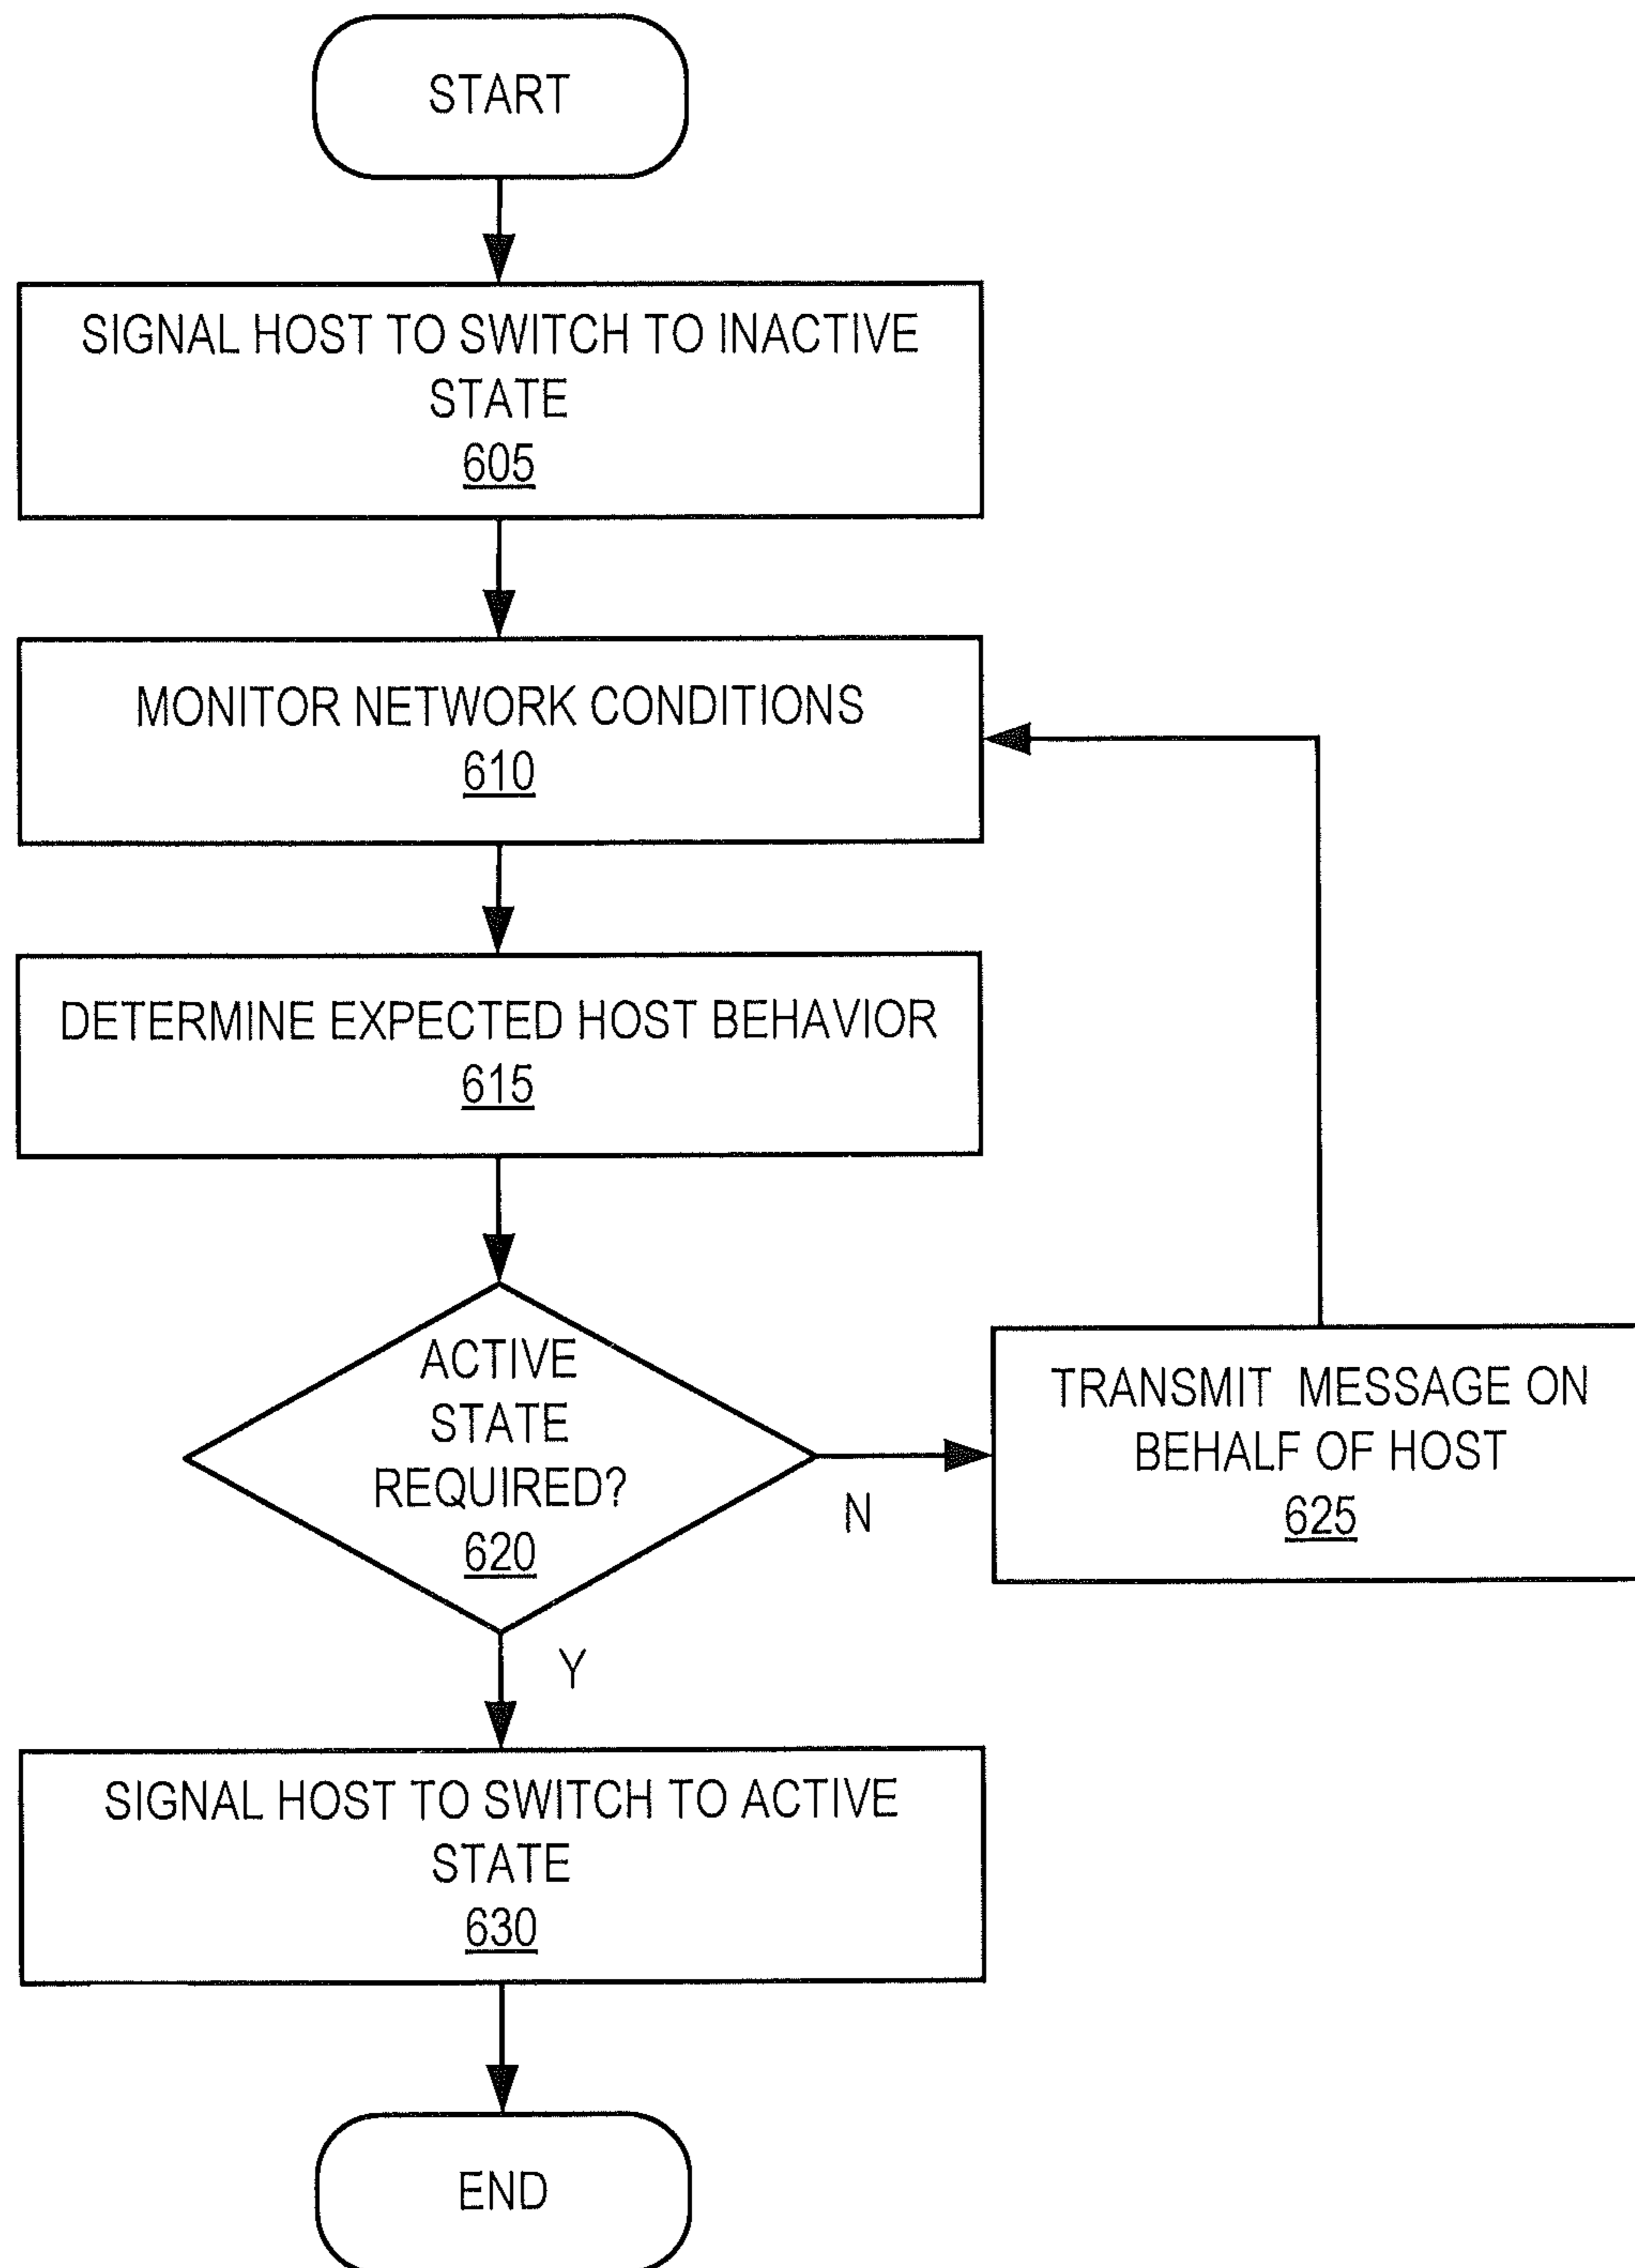 START
SIGNAL HOST TO SWITCH TO INACTIVE
STATE
605
MONITOR NETWORK CONDITIONS
610
DETERMINE EXPECTED HOST BEHAVIOR
615
ACTIVE
STATE
REQUIRED?
620
N
TRANSMIT MESSAGE ON
BEHALF OF HOST
625
Y
SIGNAL HOST TO SWITCH TO ACTIVE
STATE
630
END